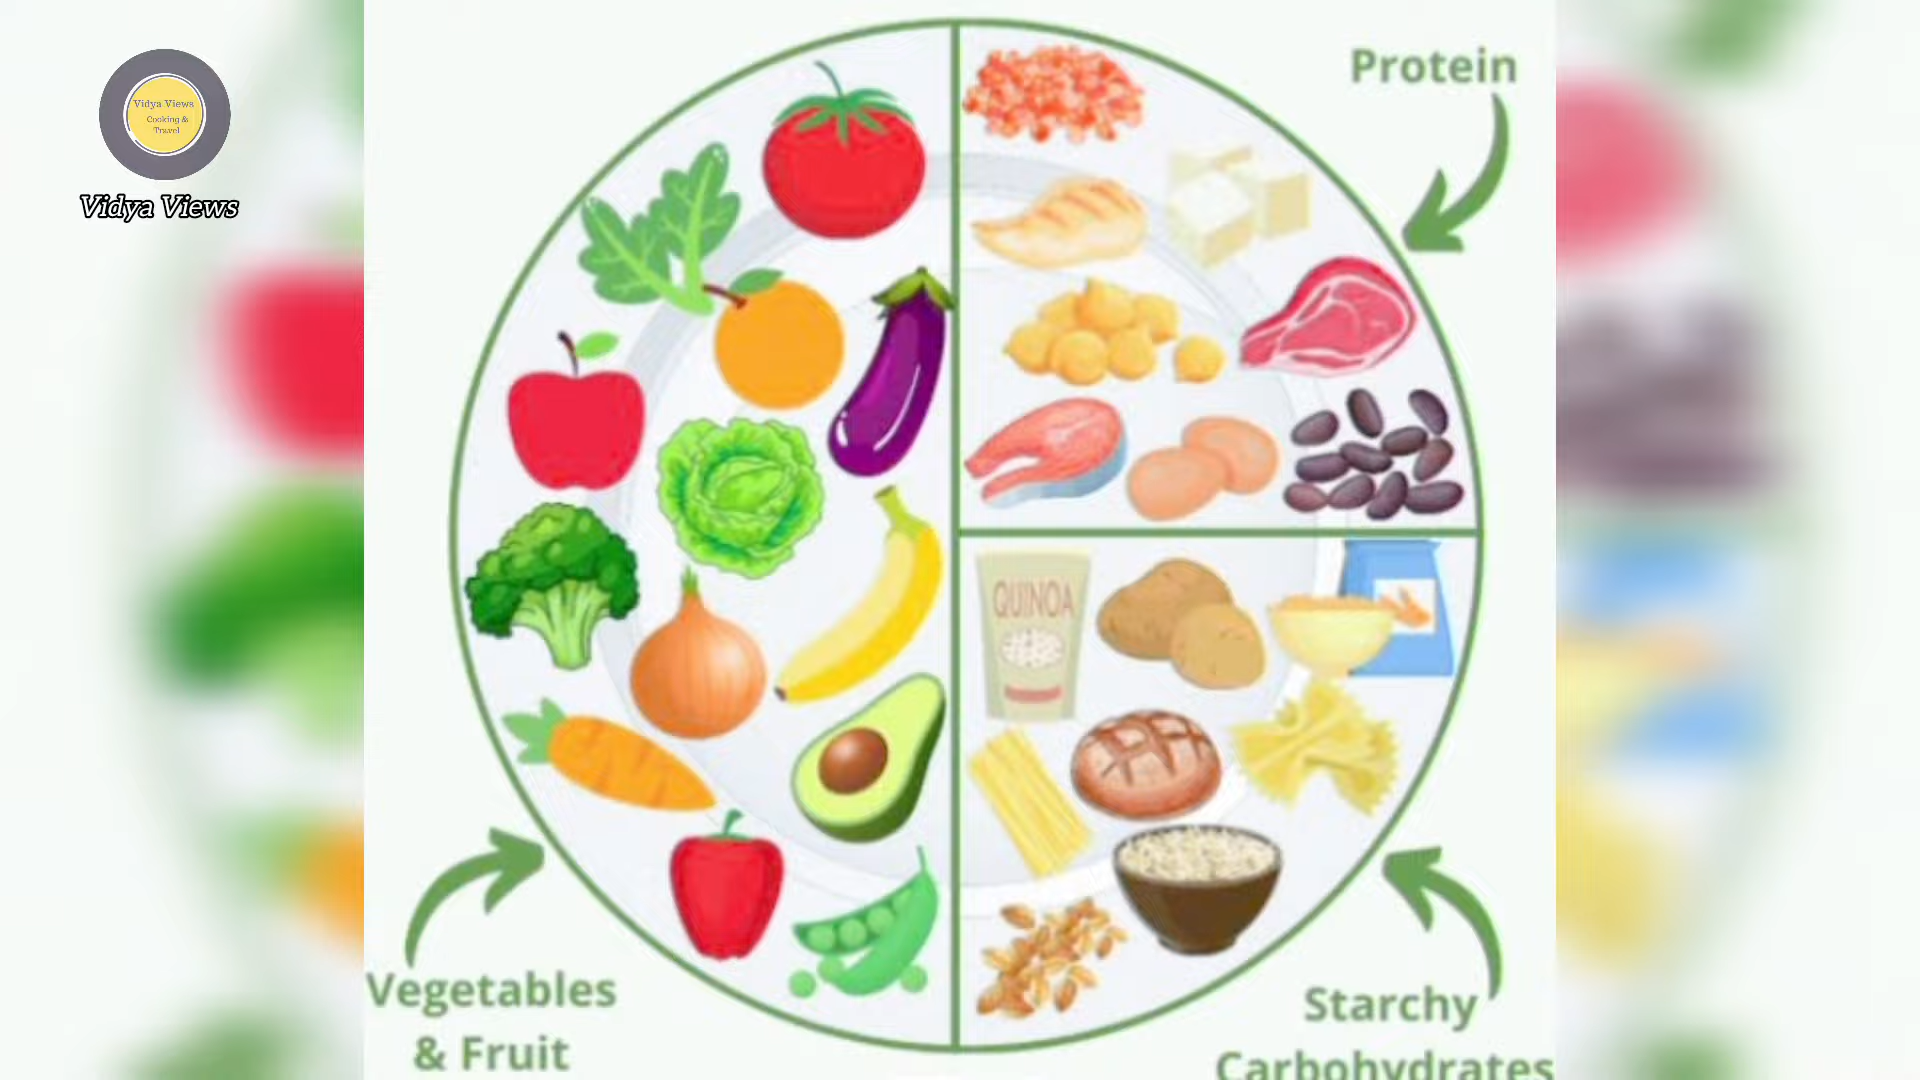 Vidya Views
Cooking &
Travel
Vidya Views
Protein
QUINOA
Vegetables
& Fruit
Starchy
Carbohydrates